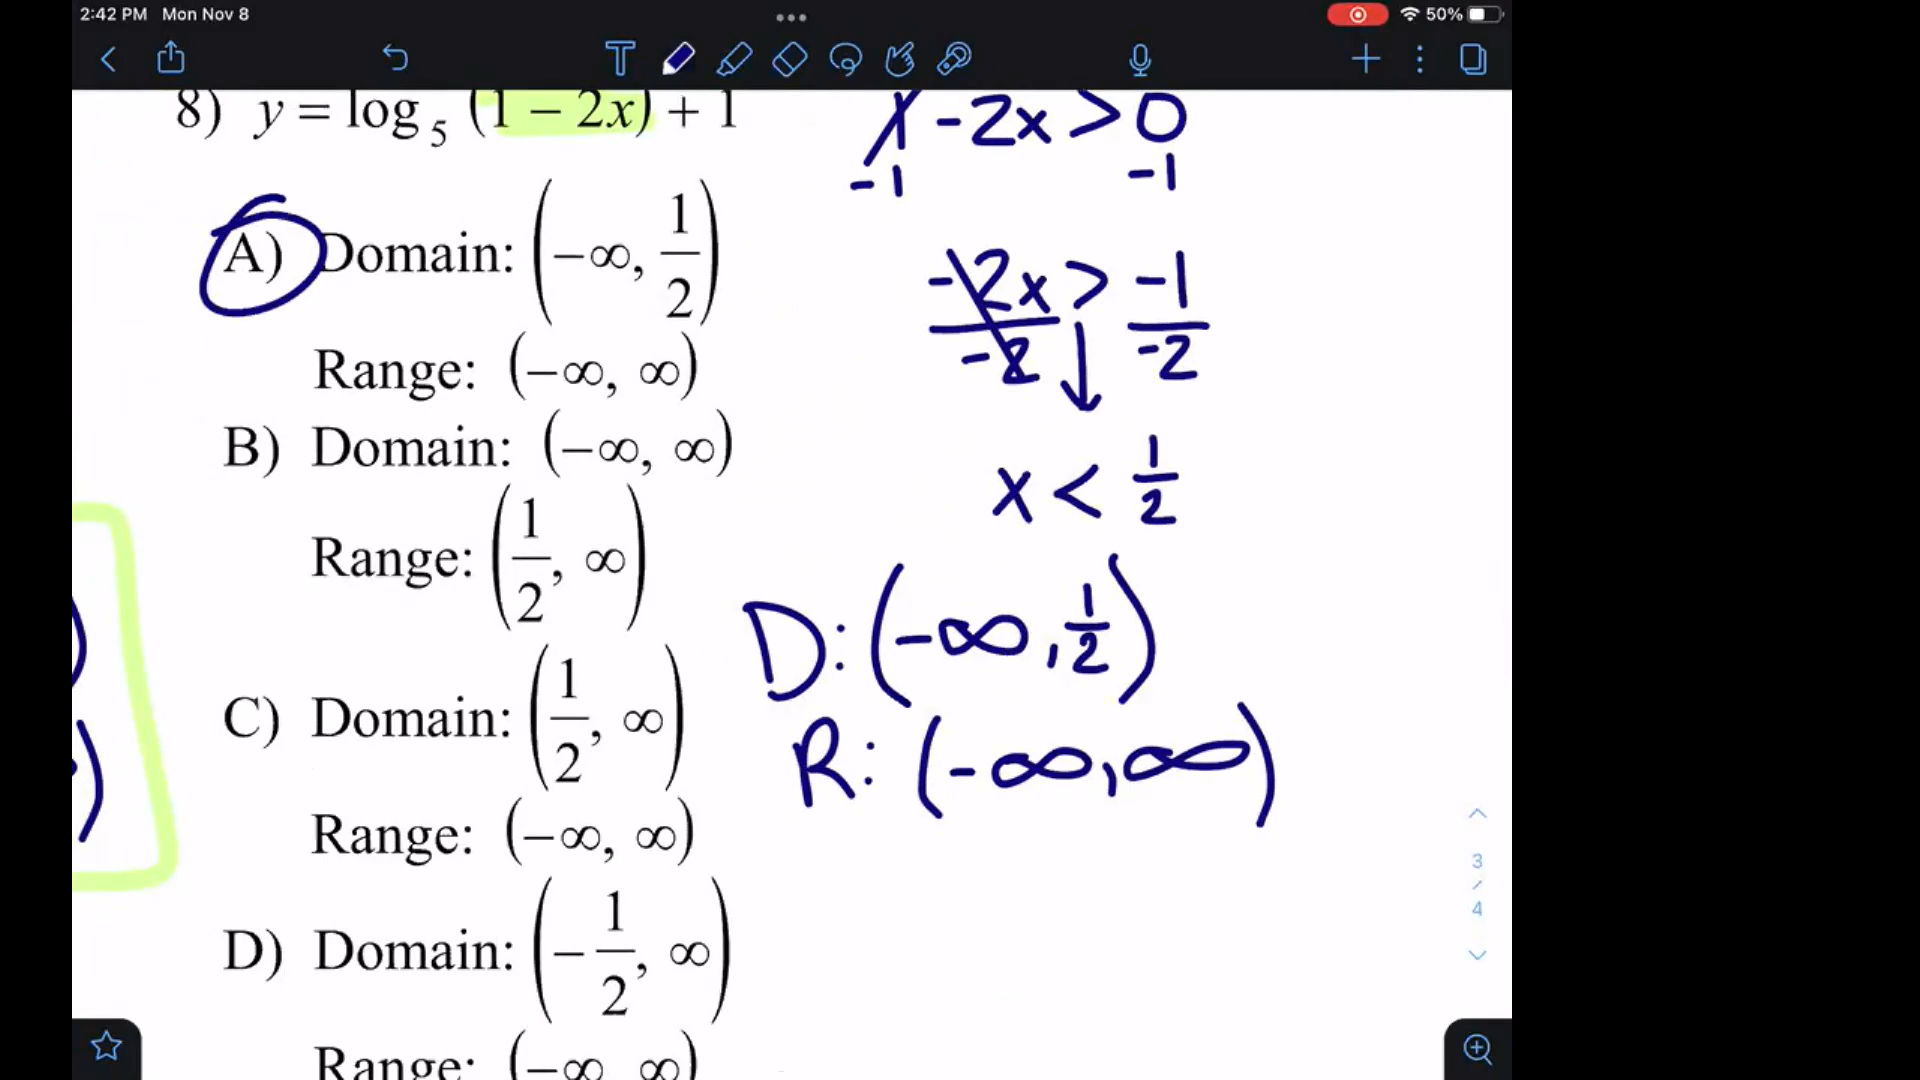 2:42 PM Mon Nov 8
50%
8) y = log₅ (1 − 2x) + 1
1 -2x > 0
-1 -1
A) Domain: (−∞, 1/2)
-2x > -1
-2 -2
Range: (−∞, ∞)
B) Domain: (−∞, ∞)
x < 1/2
Range: (1/2, ∞)
D: (-∞, 1/2)
C) Domain: (1/2, ∞)
R: (-∞, ∞)
Range: (−∞, ∞)
3 / 4
D) Domain: (−1/2, ∞)
Range: (−∞, ∞)